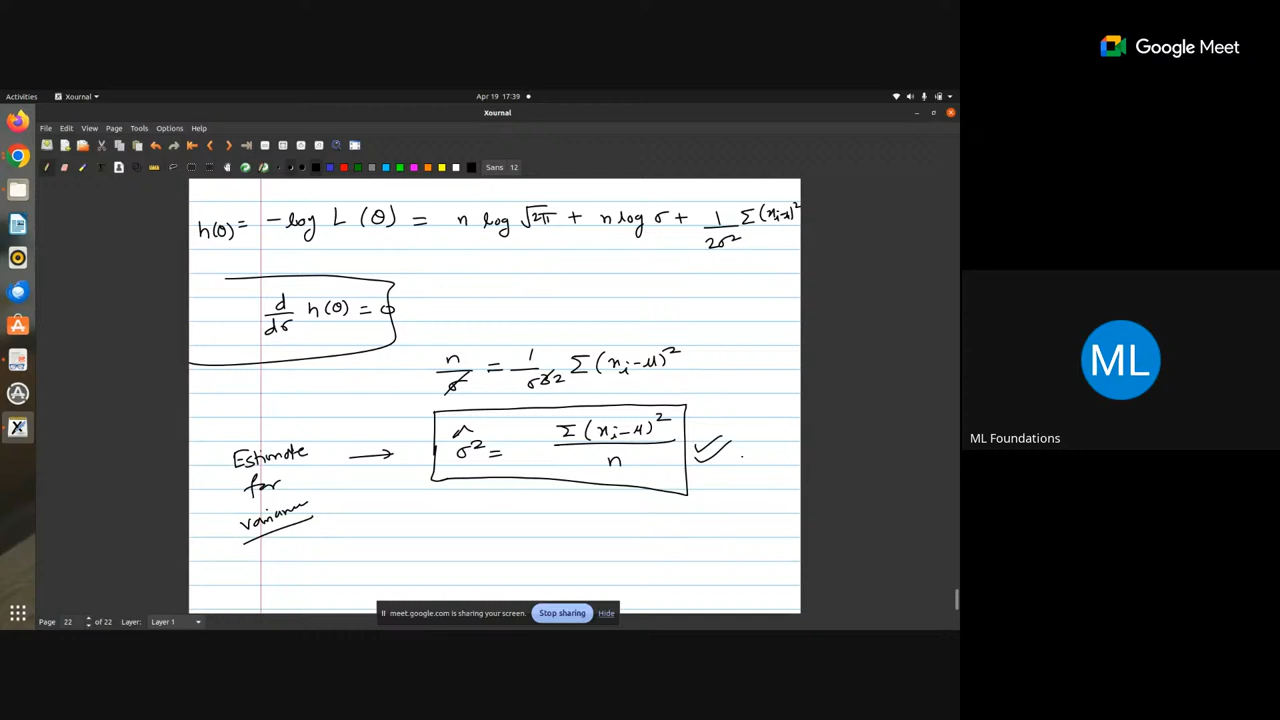 Google Meet
Activities Xournal Apr 19 17:39
Xournal
File Edit View Page Tools Options Help
Sans 12
h(θ) = -log L (θ) = n log √2π + n log σ + 1/2σ² Σ(xi-μ)²
d/dσ h(θ) = 0
n/σ = 1/σ³2 Σ (xi-μ)²
σ̂² = Σ (xi-μ)² / n
Estimate
for
variance
ML
ML Foundations
meet.google.com is sharing your screen. Stop sharing Hide
Page 22 of 22 Layer: Layer 1